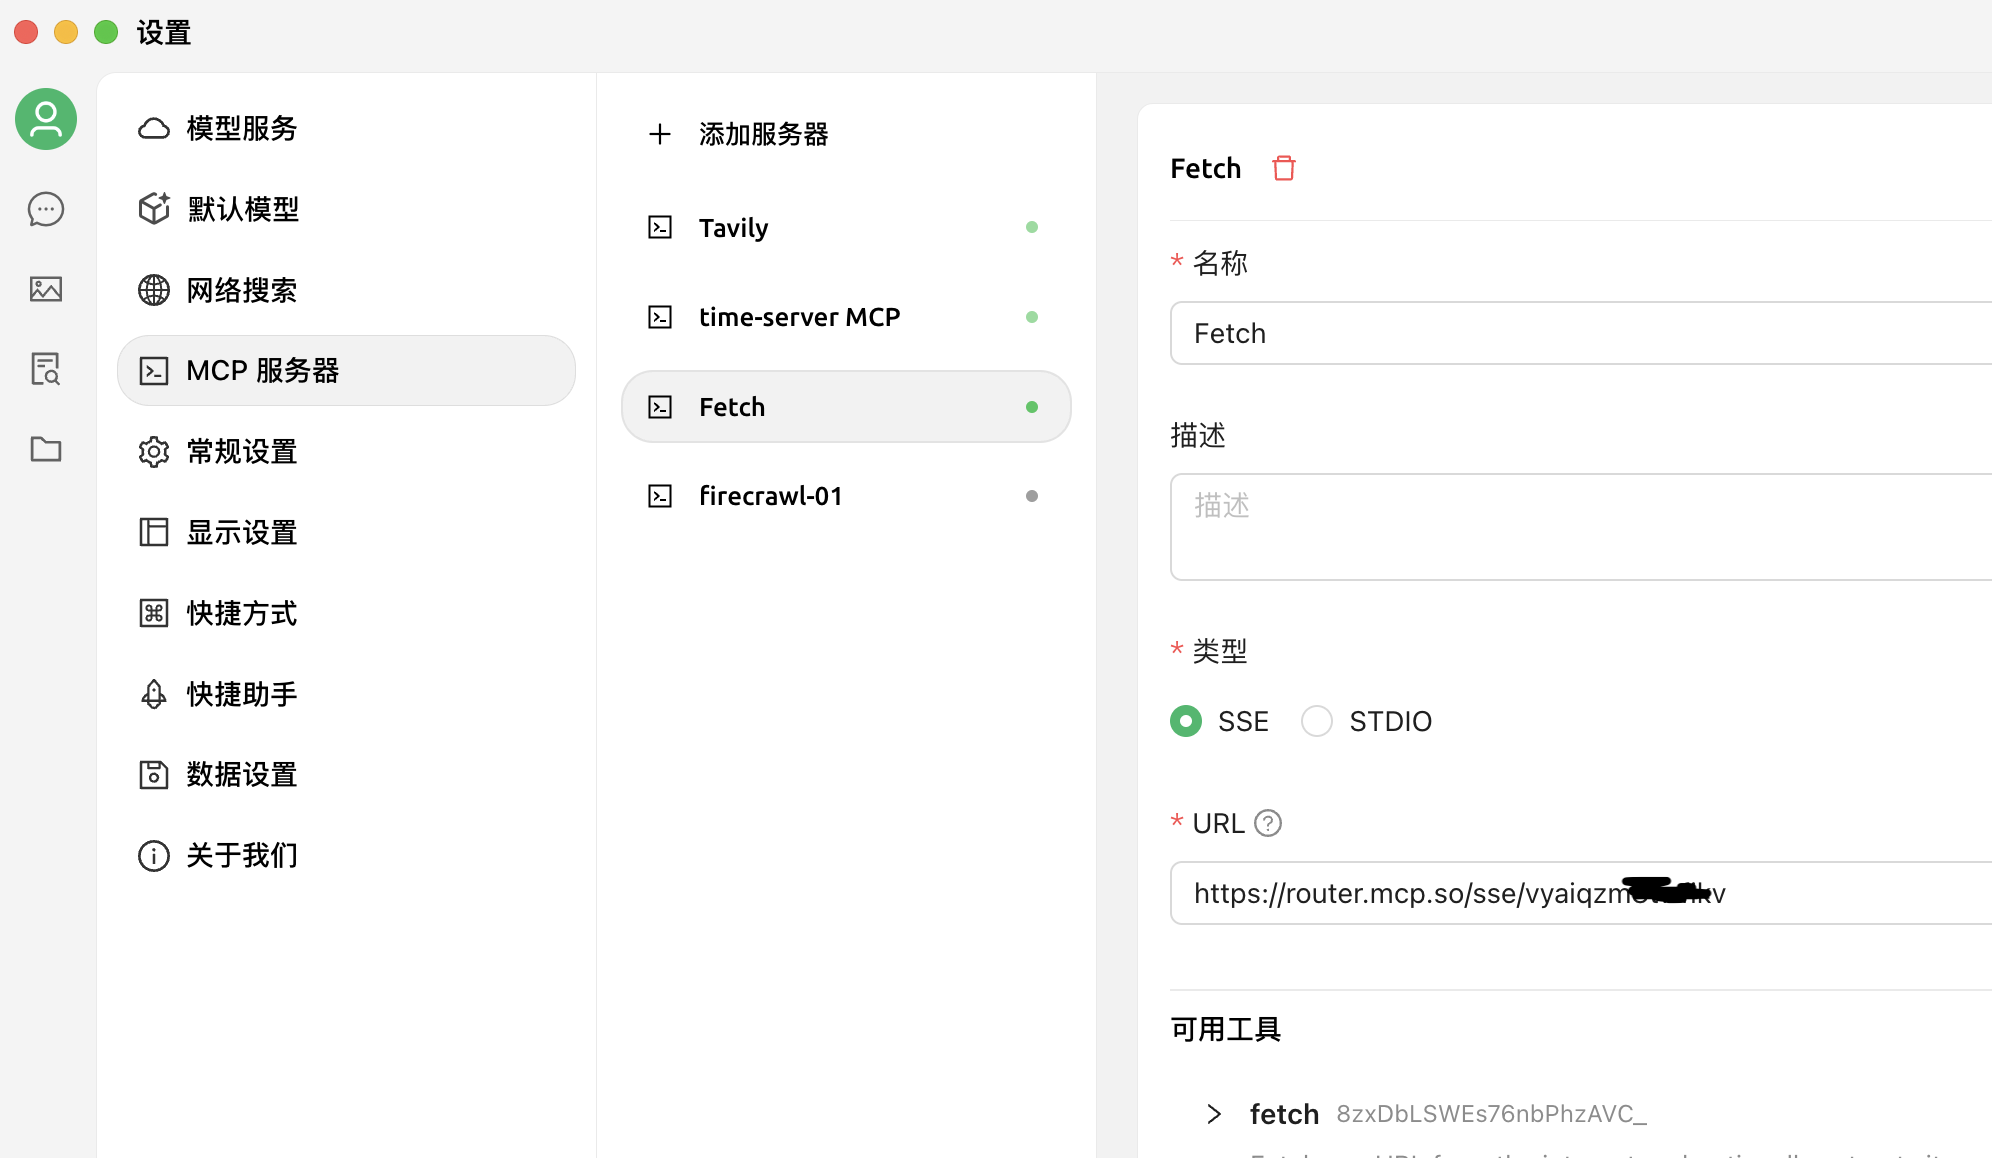 设置
模型服务
默认模型
网络搜索
MCP 服务器
常规设置
显示设置
快捷方式
快捷助手
数据设置
关于我们
添加服务器
Tavily
time-server MCP
Fetch
firecrawl-01
Fetch
* 名称
Fetch
描述
描述
* 类型
SSE
STDIO
* URL
https://router.mcp.so/sse/vyaiqzm
可用工具
fetch 8zxDbLSWEs76nbPhzAVC_